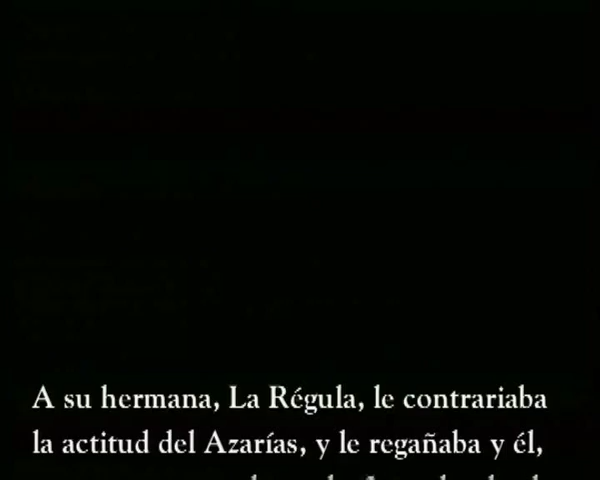 A su hermana, La Régula, le contrariaba
la actitud del Azarías, y le regañaba y él,